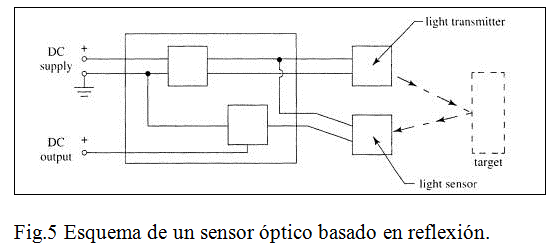 light transmitter
DC
supply
+
DC
output
+
target
light sensor
Fig.5 Esquema de un sensor óptico basado en reflexión.